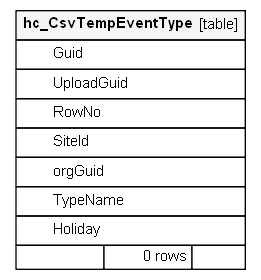 hc_CsvTempEventType [table]
Guid
UploadGuid
RowNo
SiteId
orgGuid
TypeName
Holiday
0 rows